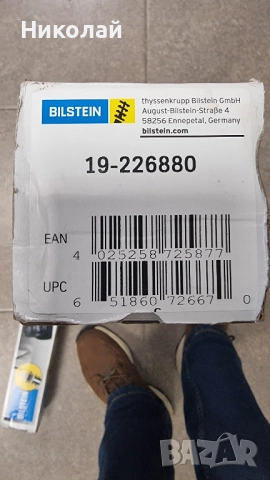 Николай
BILSTEIN
thyssenkrupp Bilstein GmbH
August-Bilstein-Straße 4
58256 Ennepetal, Germany
bilstein.com
19-226880
EAN
4 025258 725877
UPC
6 51860 72667 0
BILSTEIN
BAZAR